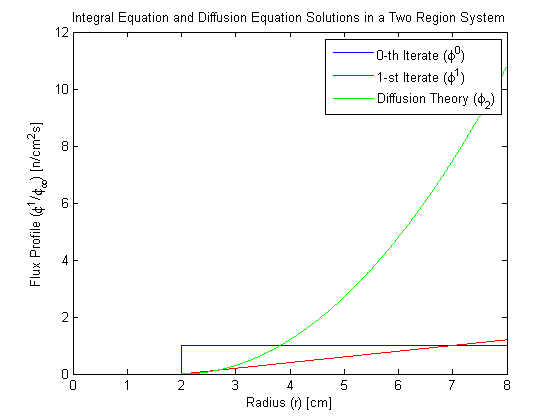 Integral Equation and Diffusion Equation Solutions in a Two Region System
12
10
8
6
4
2
0
0 1 2 3 4 5 6 7 8
Flux Profile (ϕ¹/ϕ∞) [n/cm²s]
Radius (r) [cm]
0-th Iterate (ϕ⁰)
1-st Iterate (ϕ¹)
Diffusion Theory (ϕ₂)